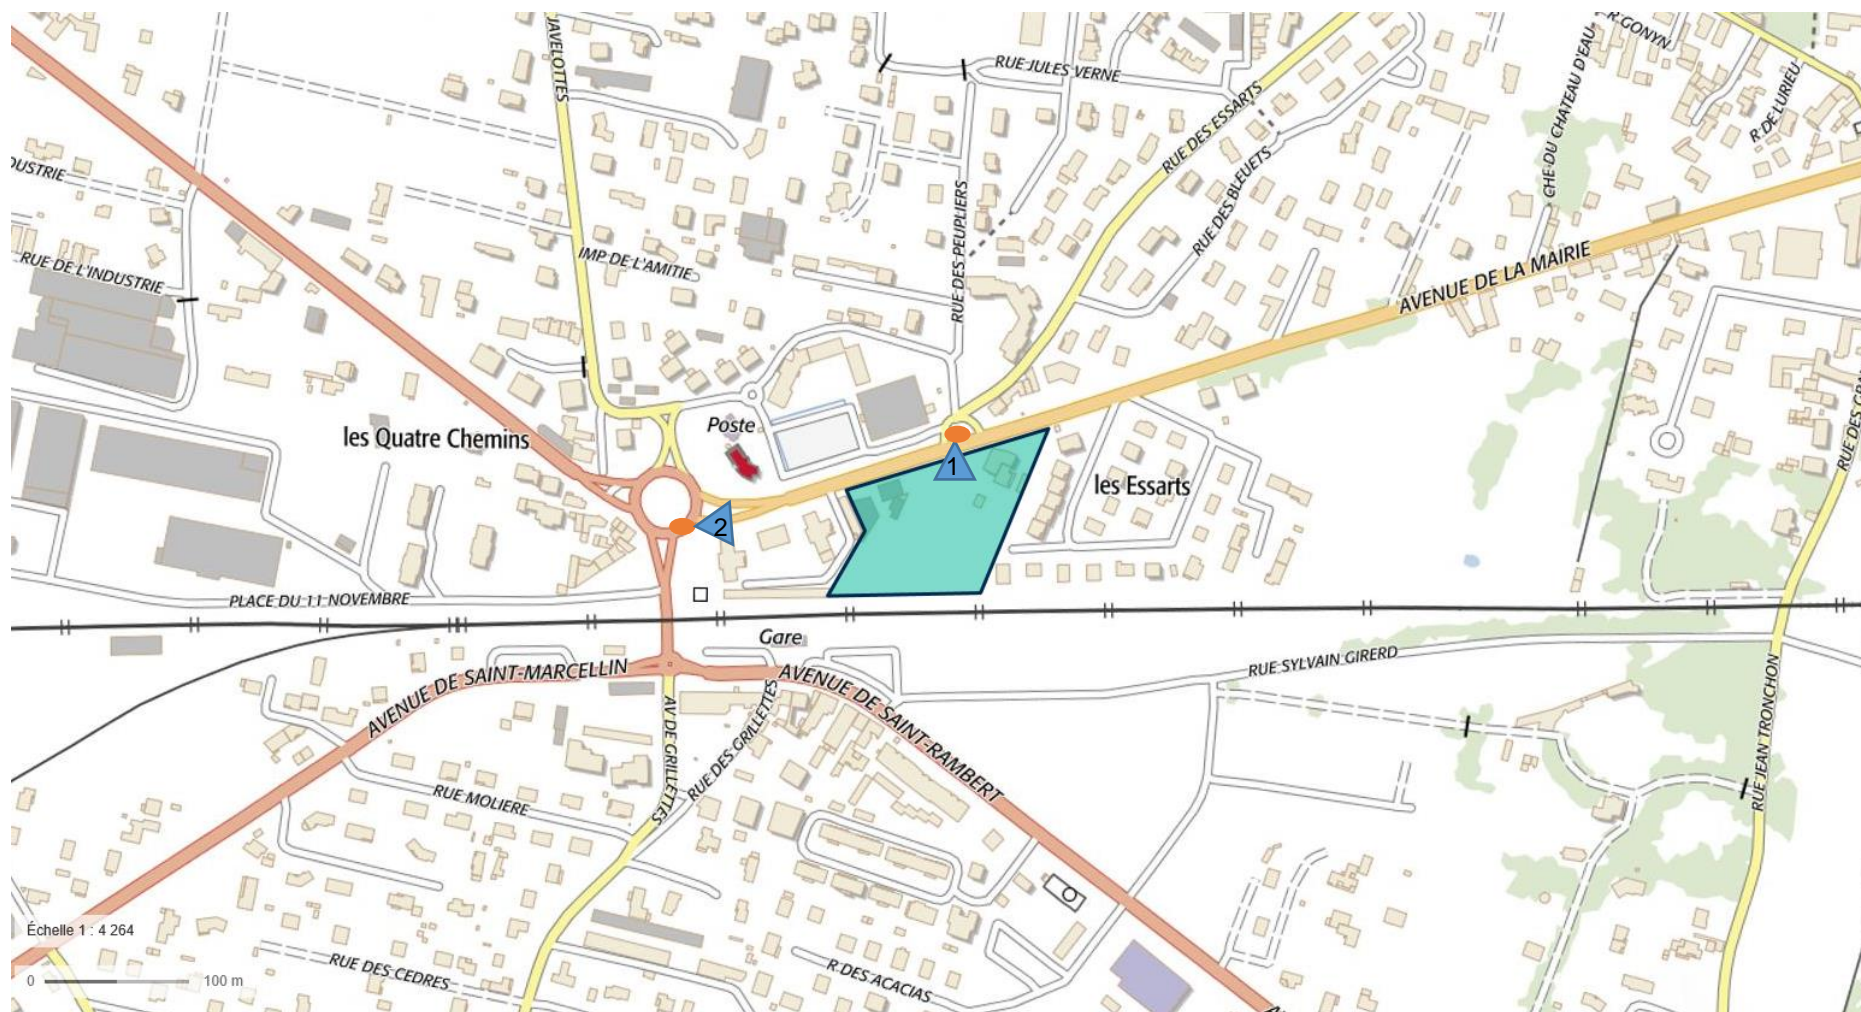 JAVELOTTES
R GONYN
RUE JULES VERNE
CHE DU CHATEAU D'EAU
R DE LURIEU
RUE DES ESSARTS
RUE DES BLEUETS
RUE DES PEUPLIERS
IMP DE L'AMITIE
RUE DE L'INDUSTRIE
AVENUE DE LA MAIRIE
les Quatre Chemins
Poste
1
les Essarts
2
PLACE DU 11 NOVEMBRE
Gare
AVENUE DE SAINT-MARCELLIN
AVENUE DE SAINT-RAMBERT
RUE SYLVAIN GIRERD
AV DE GRILLETTES
RUE DES GRILLETTES
RUE JEAN TRONCHON
RUE MOLIERE
Échelle 1 : 4 264
0
100 m
RUE DES CEDRES
R DES ACACIAS